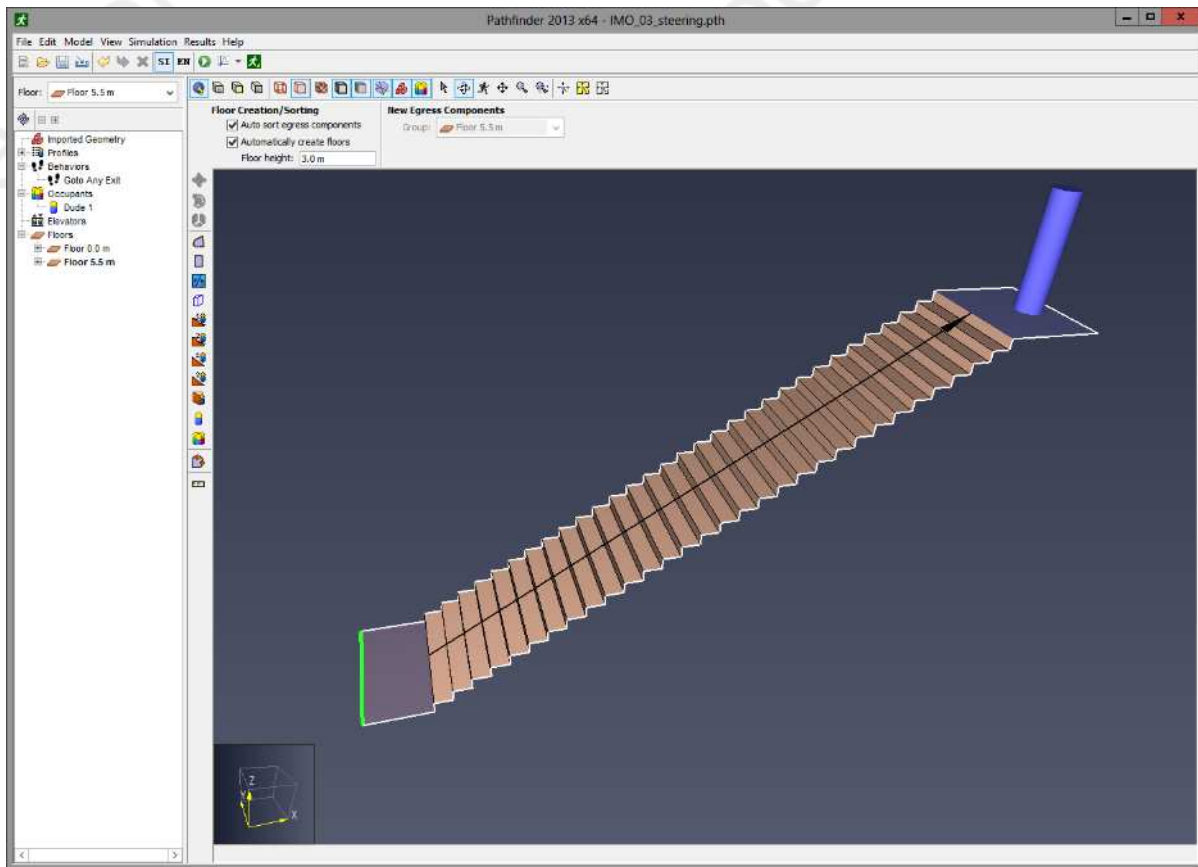 Pathfinder 2013 x64 - IMO_03_steering.pth
File Edit Model View Simulation Results Help
SI EN
Floor: Floor 5.5 m
Floor Creation/Sorting
New Egress Components
Auto sort egress components
Group: Floor 5.5 m
Automatically create floors
Floor height: 3.0 m
Imported Geometry
Profiles
Behaviors
Goto Any Exit
Occupants
Dude 1
Elevators
Floors
Floor 0.0 m
Floor 5.5 m
Z
Y
X